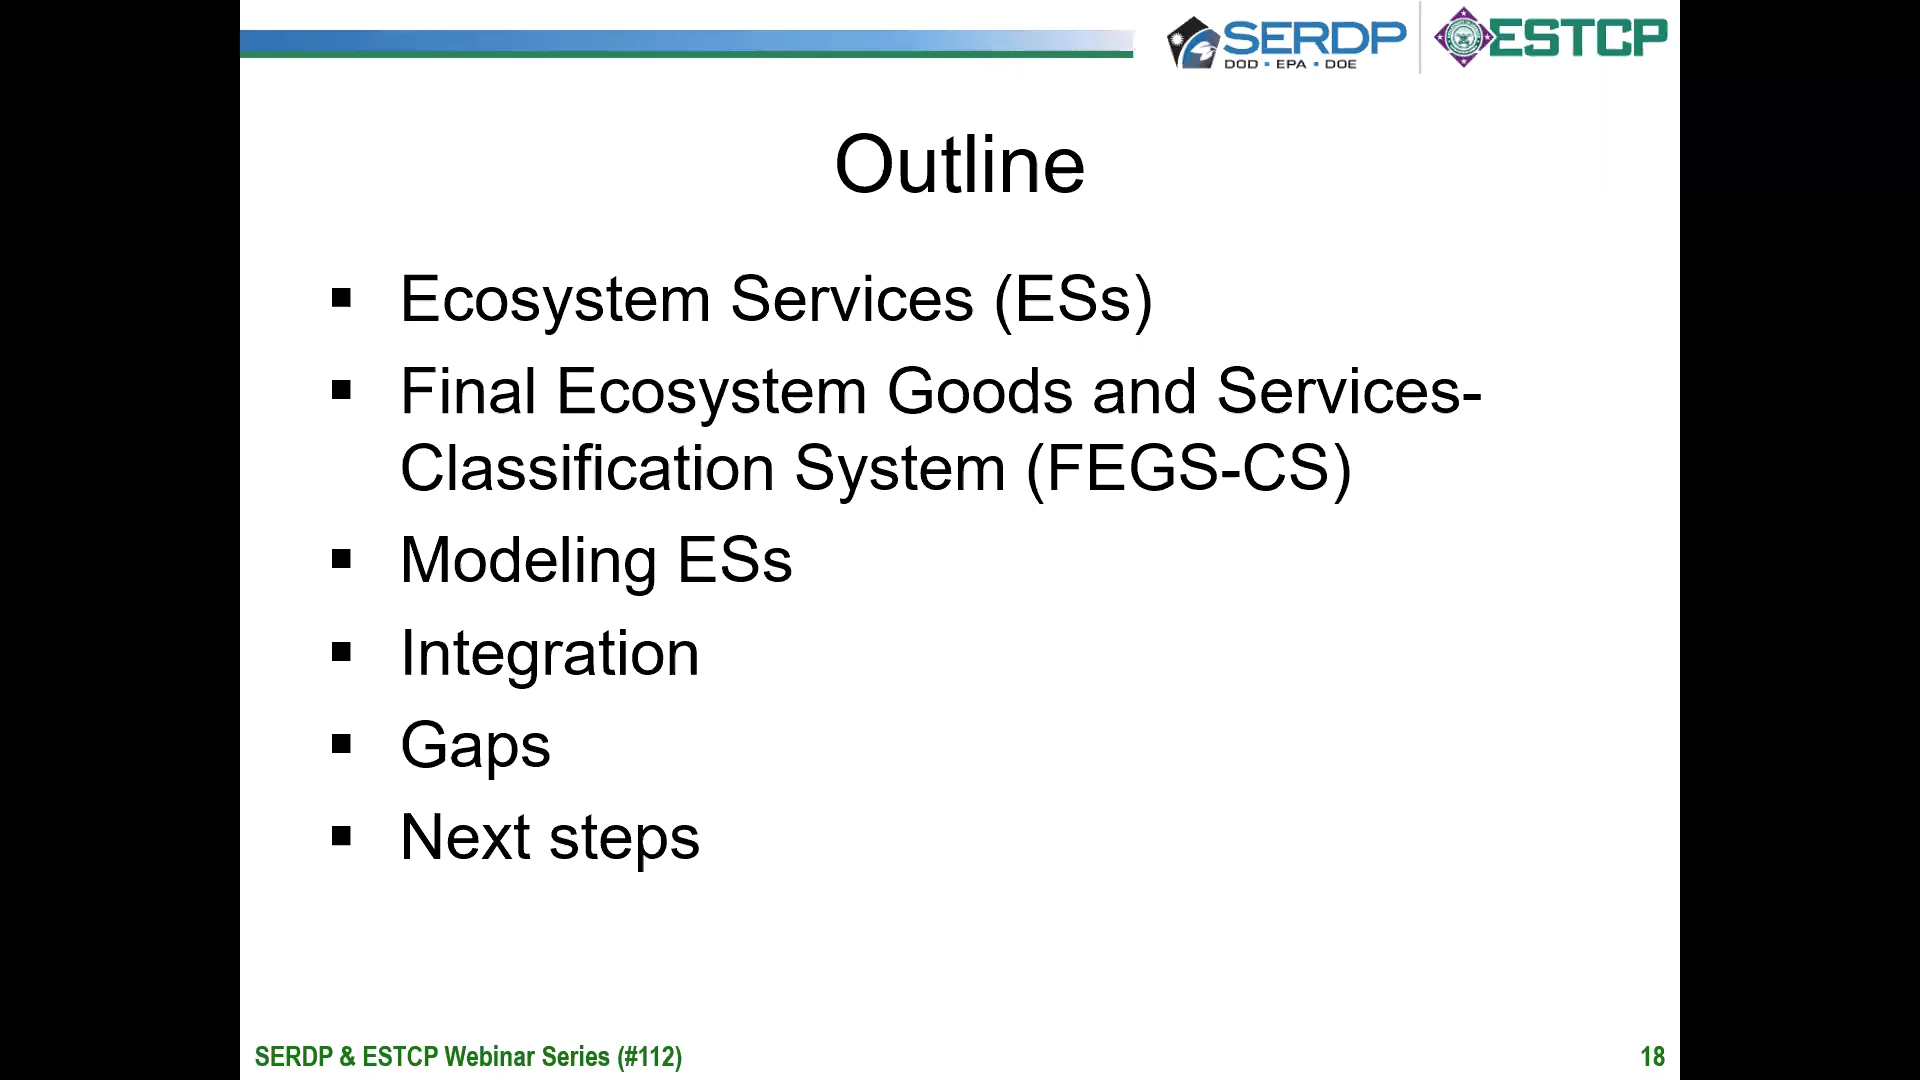 SERDP
DOD ▪ EPA ▪ DOE
ESTCP
Outline
▪ Ecosystem Services (ESs)
▪ Final Ecosystem Goods and Services-
Classification System (FEGS-CS)
▪ Modeling ESs
▪ Integration
▪ Gaps
▪ Next steps
SERDP & ESTCP Webinar Series (#112)
18